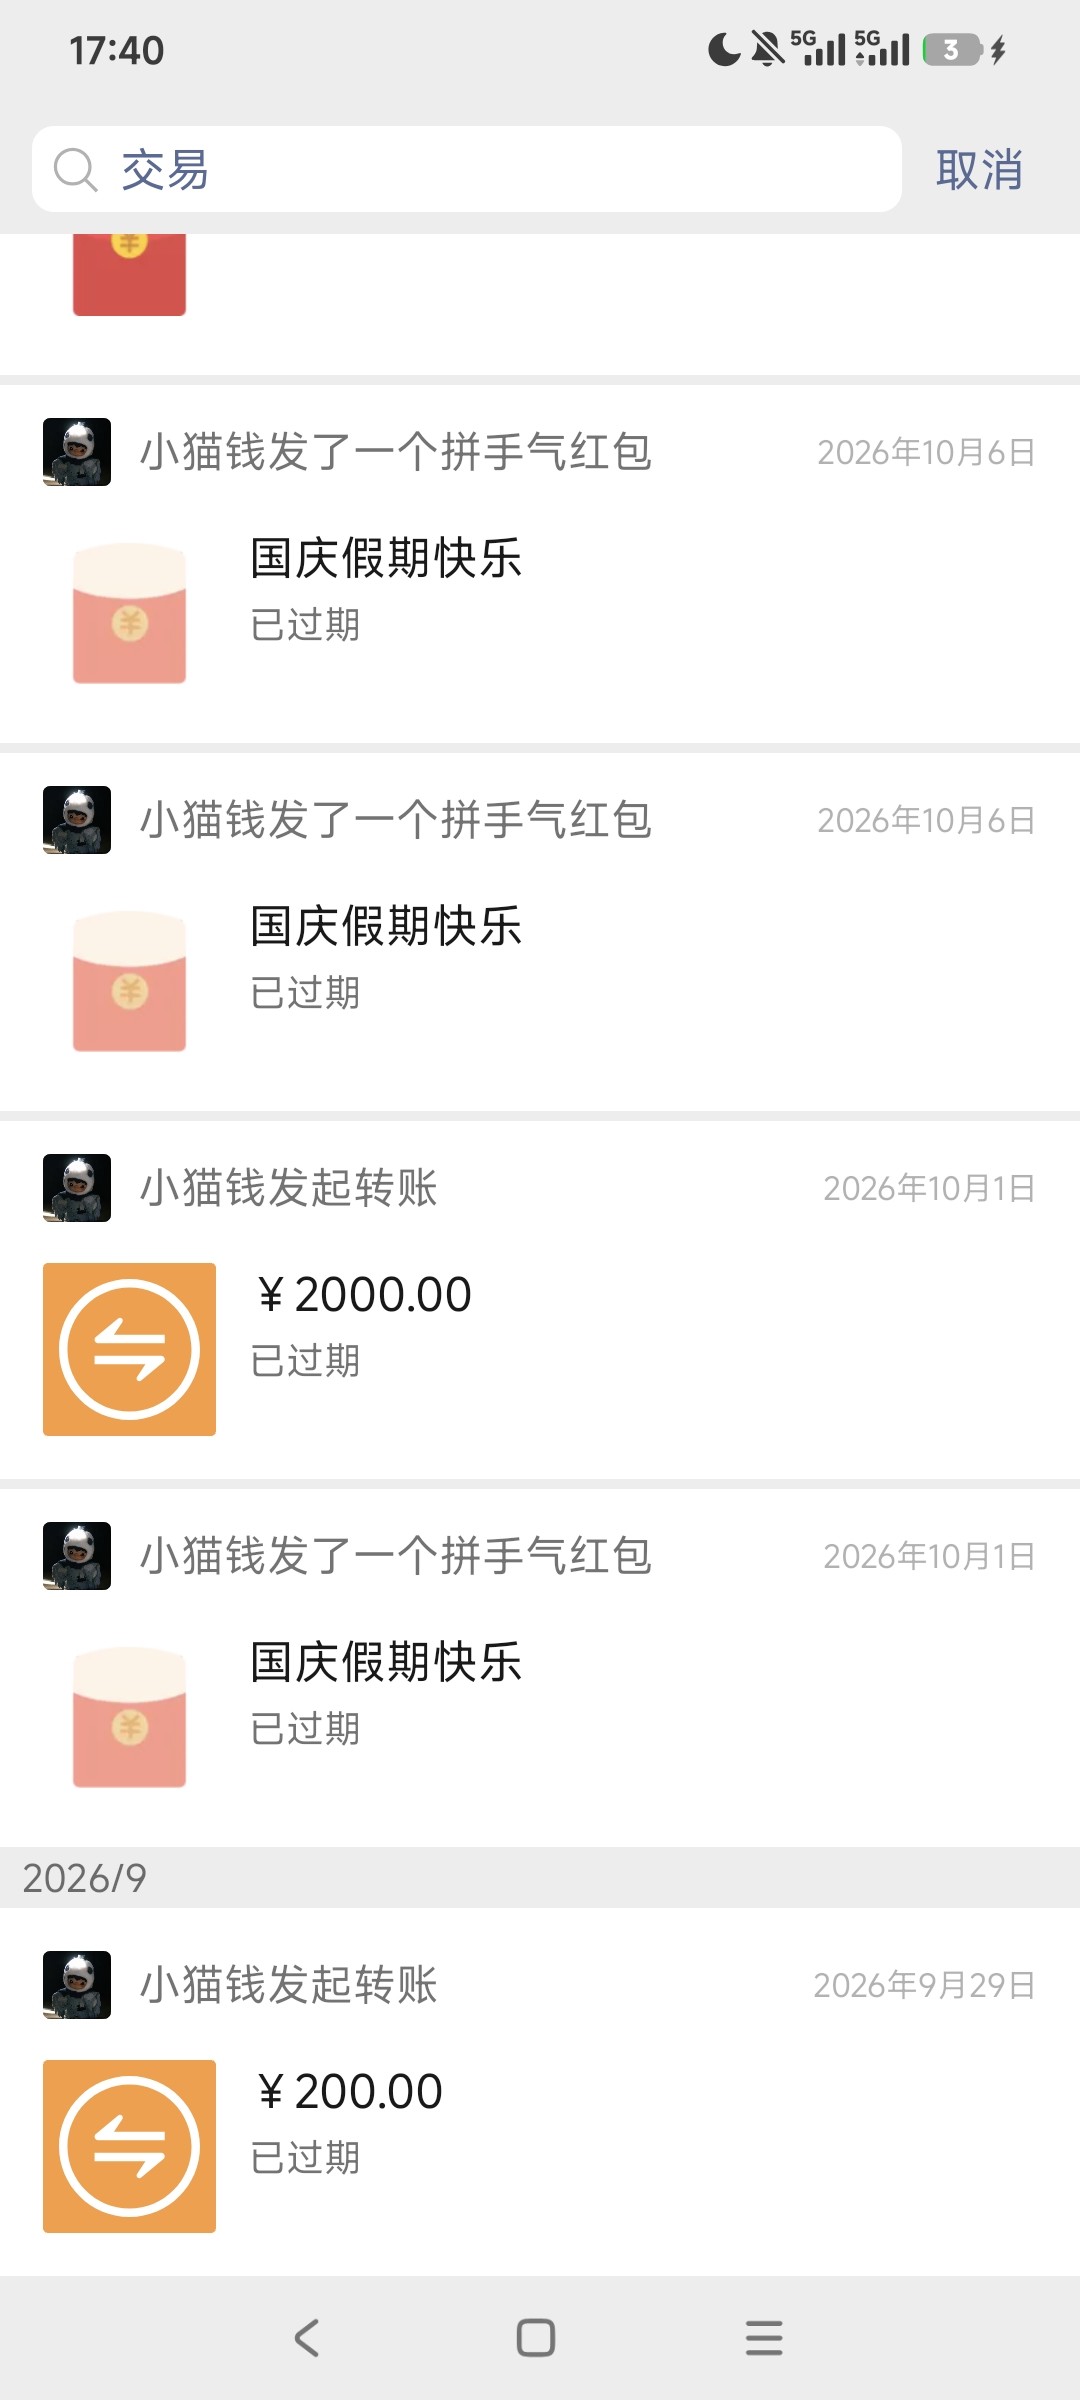 17:40
5G 5G 3
交易 取消
小猫钱发了一个拼手气红包 2026年10月6日
国庆假期快乐
已过期
小猫钱发了一个拼手气红包 2026年10月6日
国庆假期快乐
已过期
小猫钱发起转账 2026年10月1日
¥2000.00
已过期
小猫钱发了一个拼手气红包 2026年10月1日
国庆假期快乐
已过期
2026/9
小猫钱发起转账 2026年9月29日
¥200.00
已过期